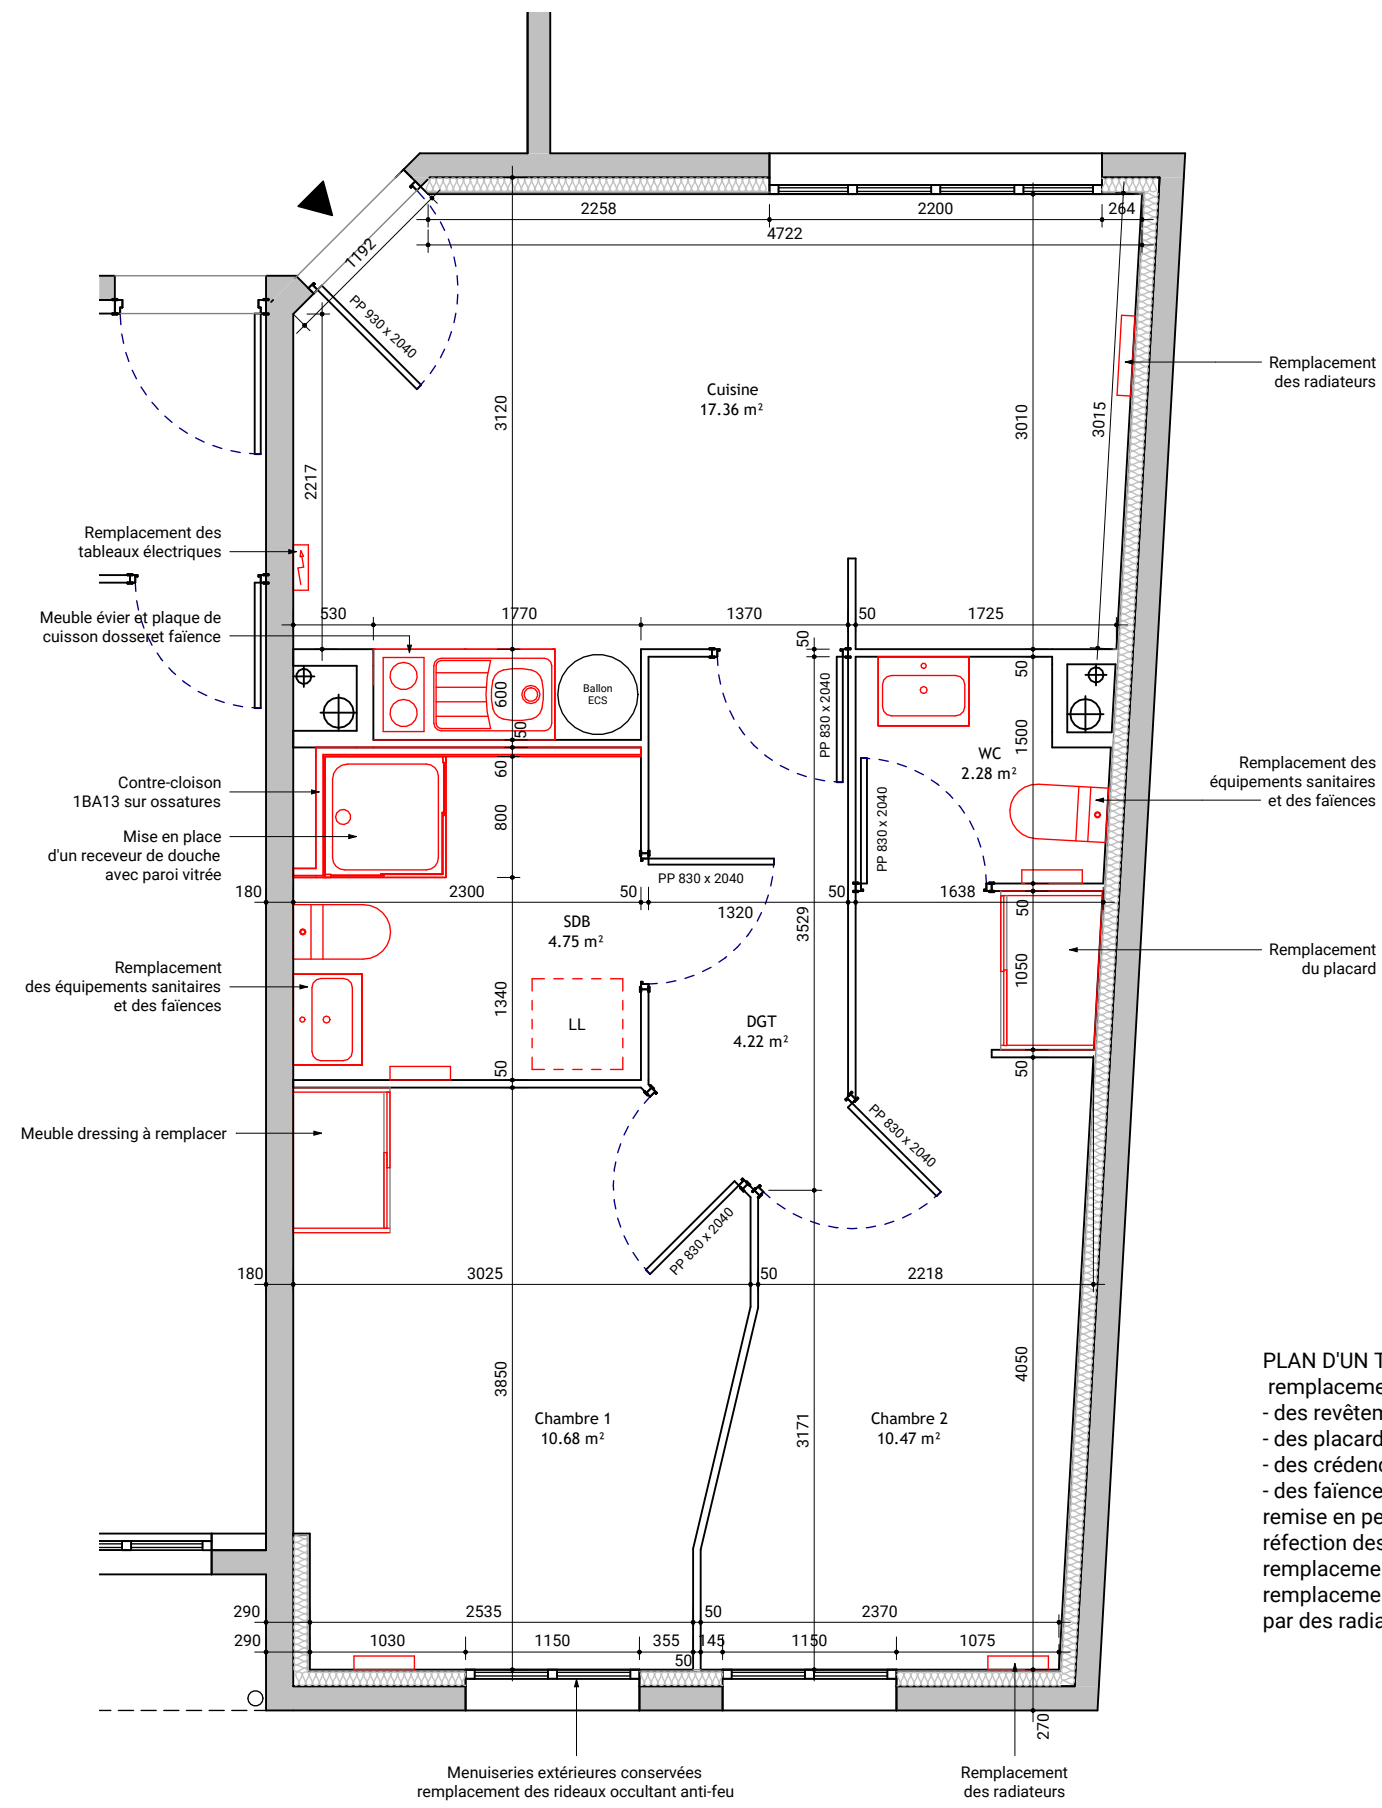 2258
2200
264
4722
1192
PP 930 x 2040
Cuisine
17.36 m²
3120
3010
3015
2217
Remplacement
des radiateurs
Remplacement des
tableaux électriques
Meuble évier et plaque de
cuisson dosseret faïence
530
1770
1370
50
1725
50
50
600
50
Ballon
ECS
PP 830 x 2040
1500
WC
2.28 m²
Remplacement des
équipements sanitaires
et des faïences
Contre-cloison
1BA13 sur ossatures
60
800
PP 830 x 2040
Mise en place
d'un receveur de douche
avec paroi vitrée
PP 830 x 2040
180
2300
50
1320
50
1638
50
3529
SDB
4.75 m²
Remplacement
du placard
1050
Remplacement
des équipements sanitaires
et des faïences
1340
LL
DGT
4.22 m²
50
50
Meuble dressing à remplacer
PP 830 x 2040
PP 830 x 2040
180
3025
50
2218
3850
4050
3171
Chambre 1
10.68 m²
Chambre 2
10.47 m²
PLAN D'UN T
remplaceme
- des revêtem
- des placard
- des crédenc
- des faïence
remise en pe
réfection des
remplaceme
remplaceme
par des radia
290
2535
50
2370
290
1030
1150
355
145
1150
1075
50
270
Menuiseries extérieures conservées
remplacement des rideaux occultant anti-feu
Remplacement
des radiateurs